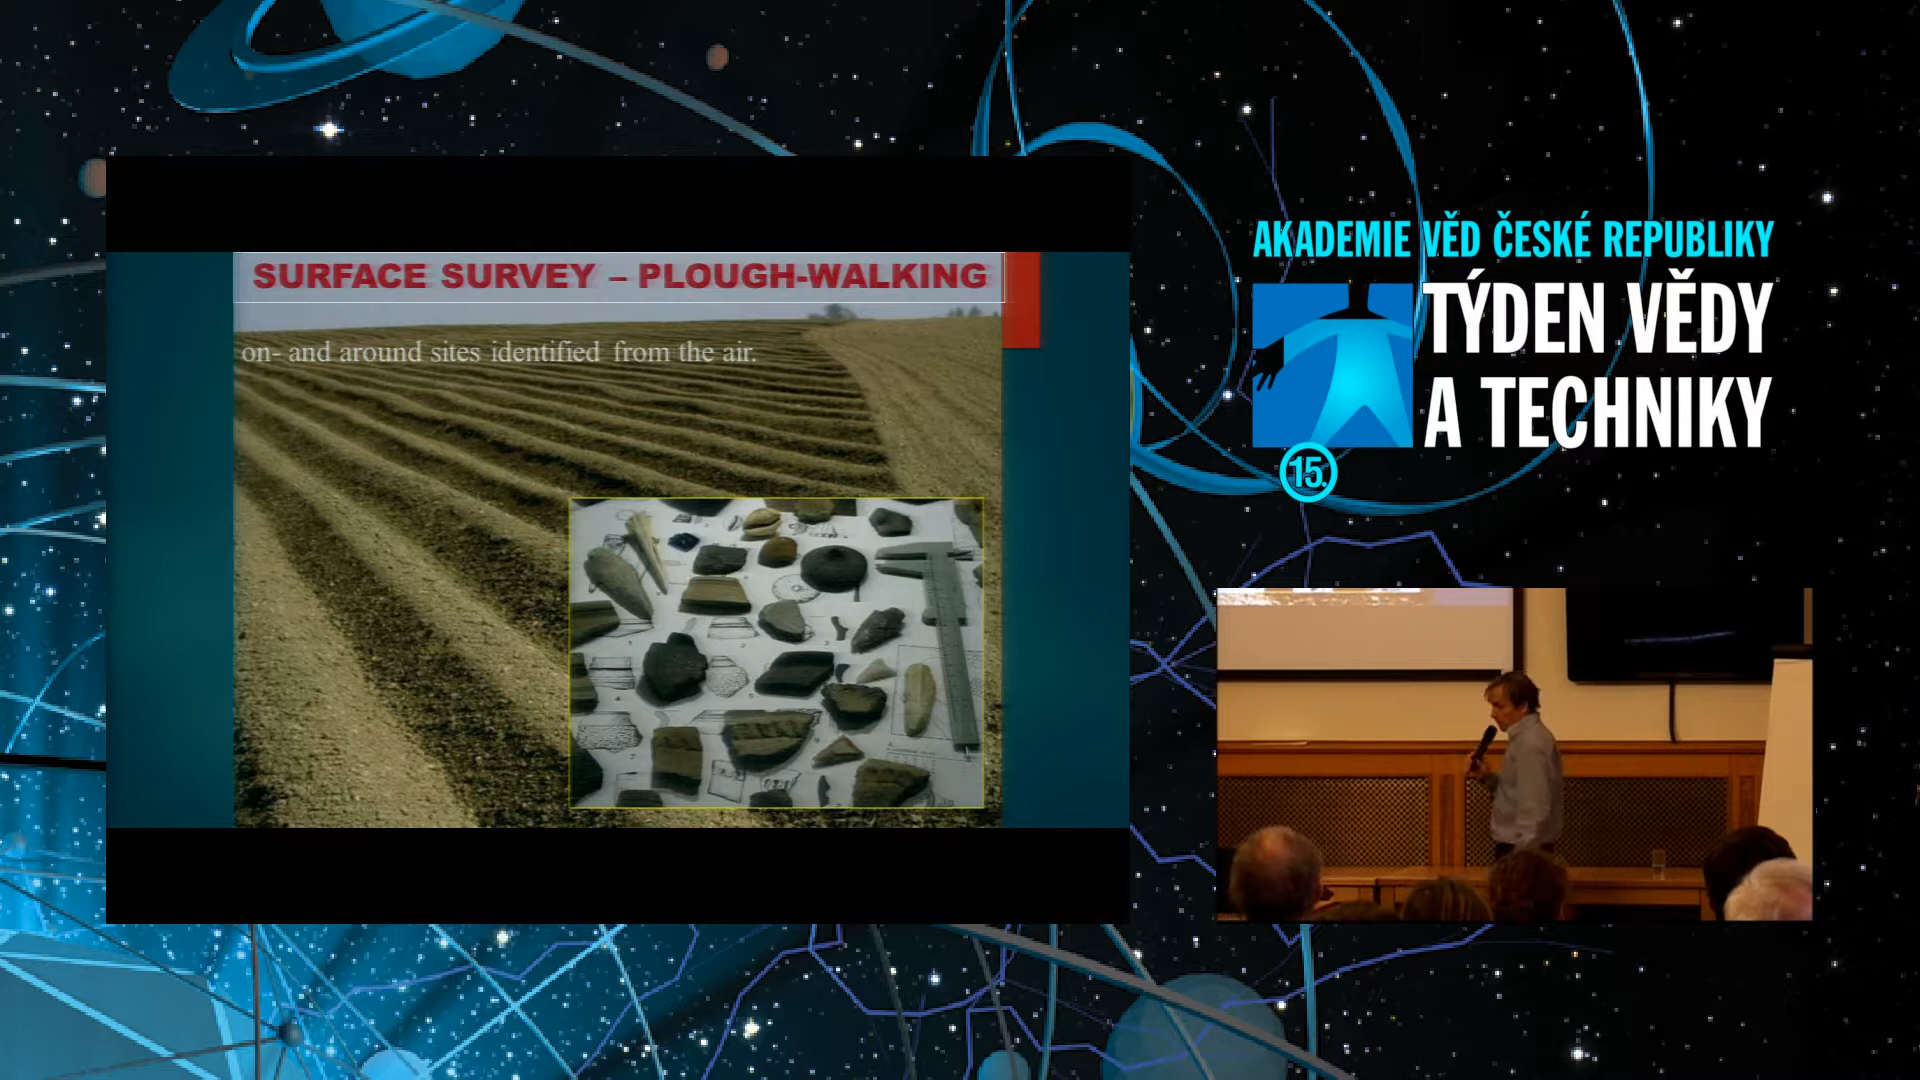 SURFACE SURVEY – PLOUGH-WALKING
on- and around sites identified from the air.
AKADEMIE VĚD ČESKÉ REPUBLIKY
TÝDEN VĚDY
A TECHNIKY
15.